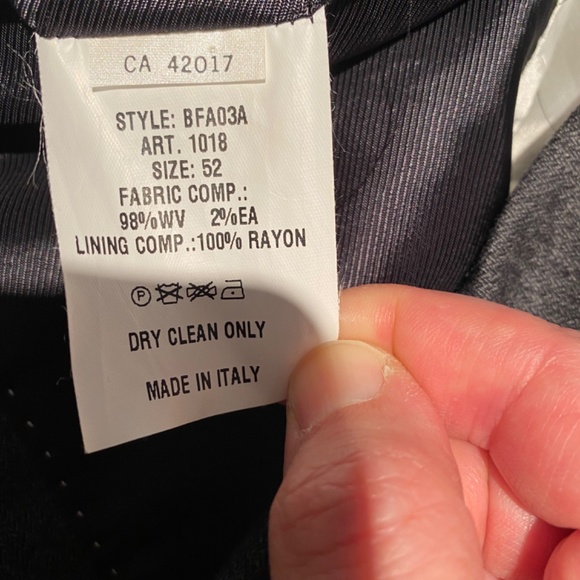 CA 42017
STYLE: BFA03A
ART. 1018
SIZE: 52
FABRIC COMP.:
98%WV 2%EA
LINING COMP.:100% RAYON
P
DRY CLEAN ONLY
MADE IN ITALY